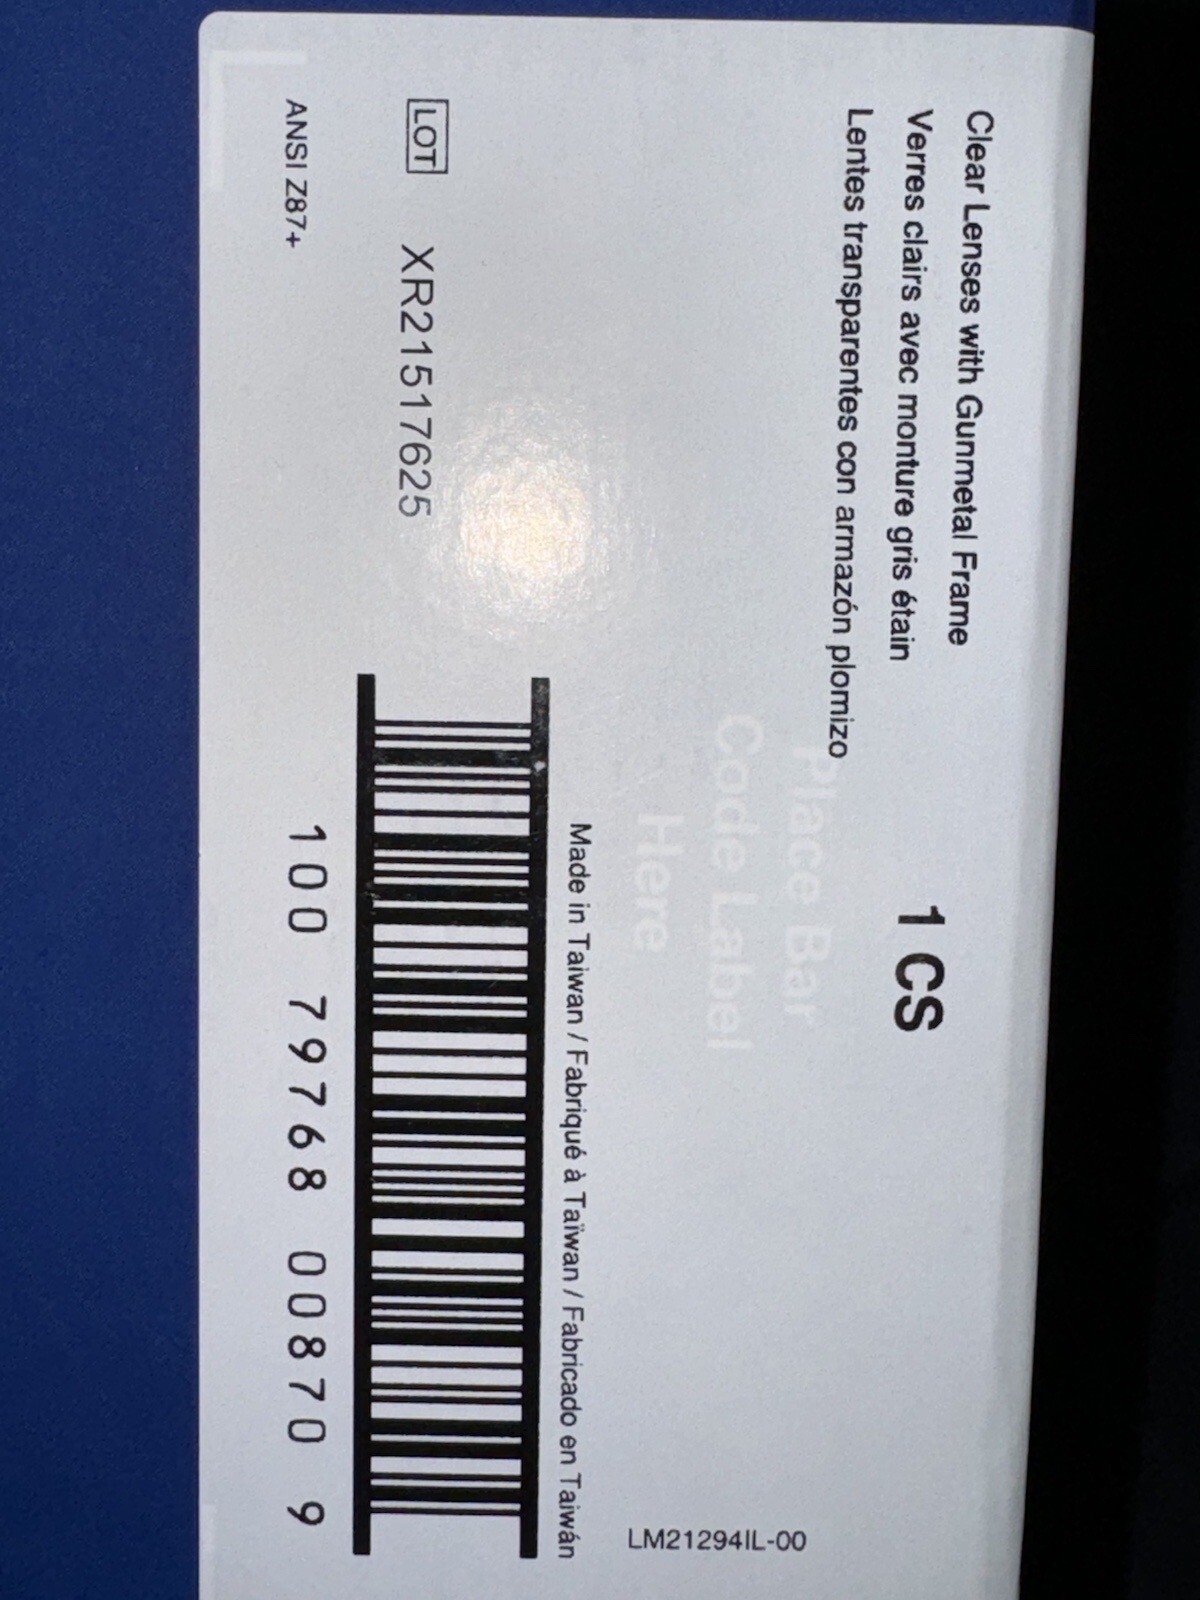 Clear Lenses with Gunmetal Frame
Verres clairs avec monture gris étain
Lentes transparentes con armazón plomizo
1 CS
Place Bar
Code Label
Here
LM21294IL-00
Made in Taiwan / Fabriqué à Taïwan / Fabricado en Taiwán
LOT XR21517625
100 79768 00870 9
ANSI Z87+